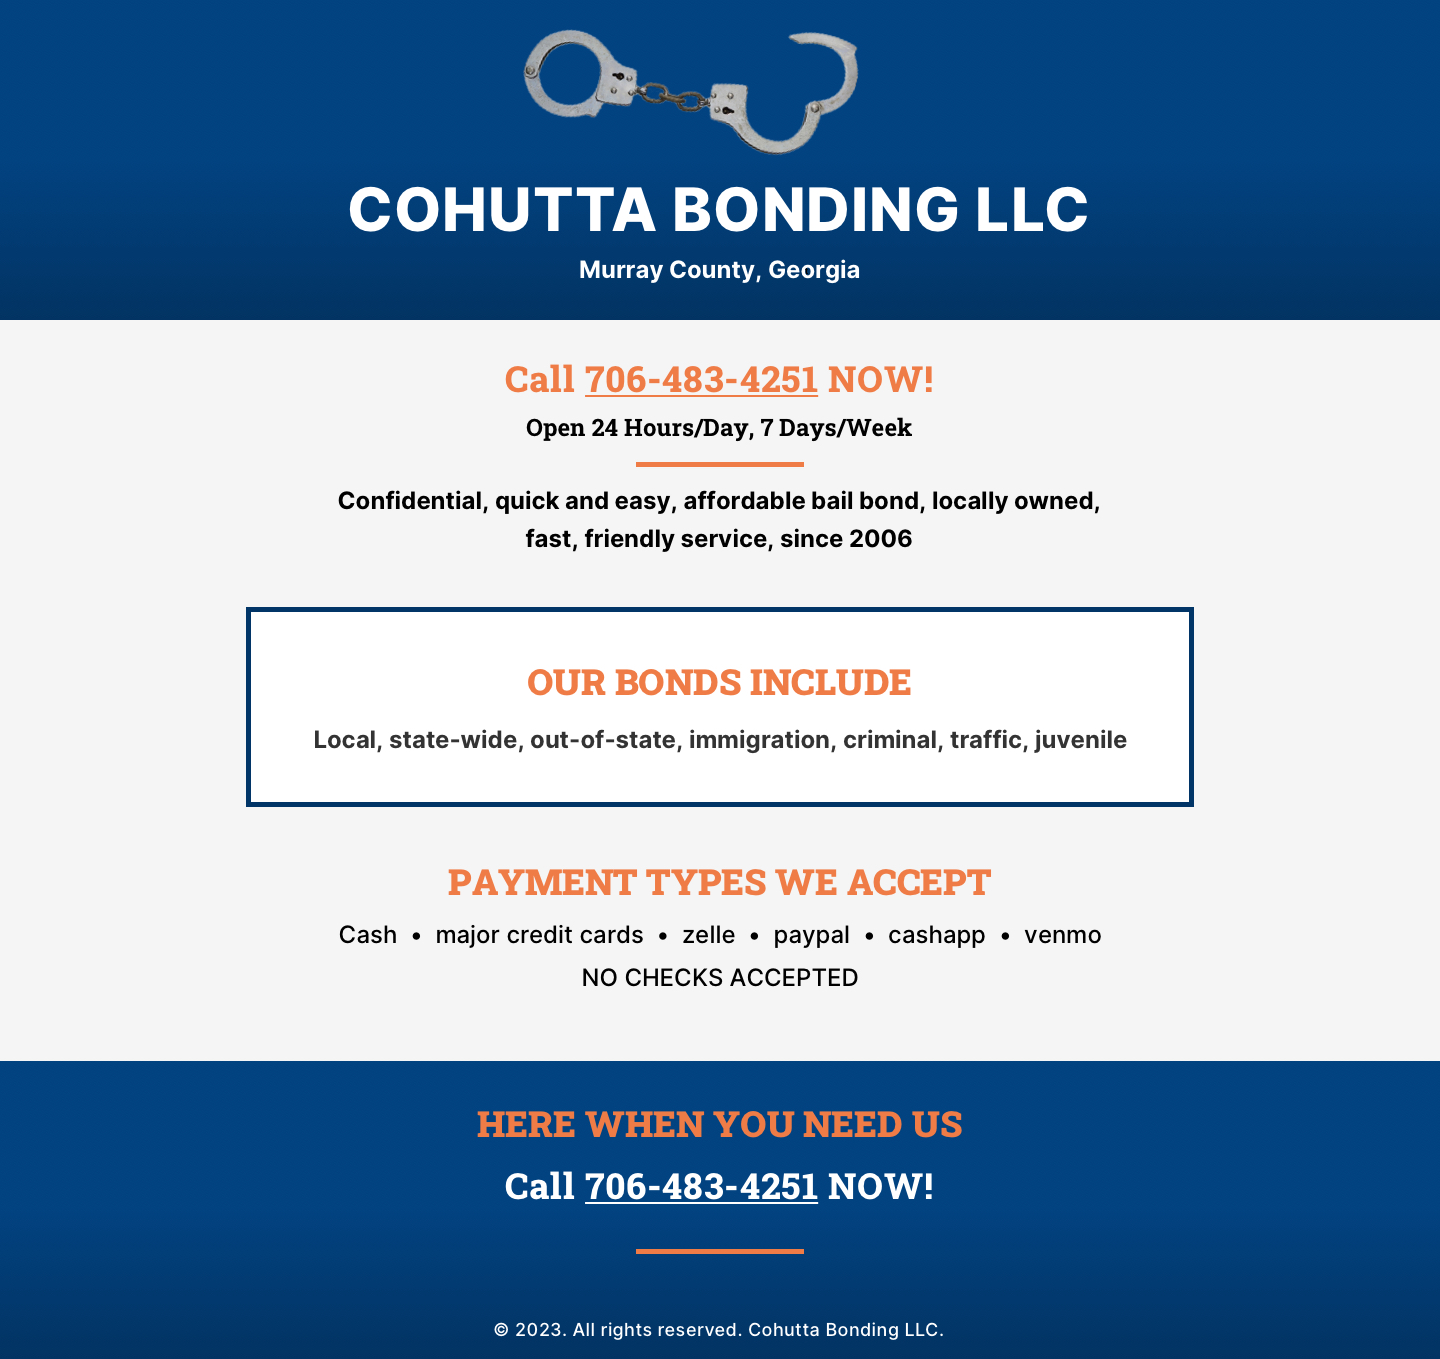 COHUTTA BONDING LLC
Murray County, Georgia
Call 706-483-4251 NOW!
Open 24 Hours/Day, 7 Days/Week
Confidential, quick and easy, affordable bail bond, locally owned,
fast, friendly service, since 2006
OUR BONDS INCLUDE
Local, state-wide, out-of-state, immigration, criminal, traffic, juvenile
PAYMENT TYPES WE ACCEPT
Cash • major credit cards • zelle • paypal • cashapp • venmo
NO CHECKS ACCEPTED
HERE WHEN YOU NEED US
Call 706-483-4251 NOW!
© 2023. All rights reserved. Cohutta Bonding LLC.